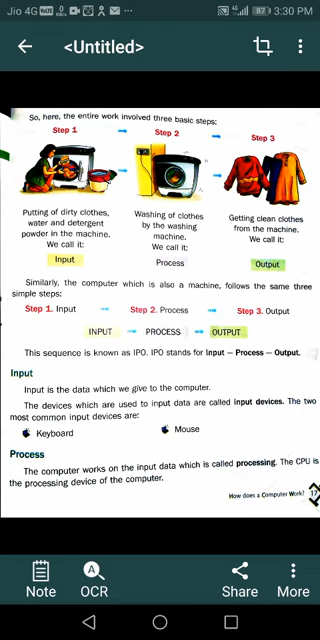 Jio 4G VoLTE 0 K/s 4G 87 3:30 PM
<Untitled>
So, here, the entire work involved three basic steps:
Step 1 Step 2 Step 3
Putting of dirty clothes,
water and detergent
powder in the machine.
We call it:
Input
Washing of clothes
by the washing
machine.
We call it:
Process
Getting clean clothes
from the machine.
We call it:
Output
Similarly, the computer which is also a machine, follows the same three
simple steps:
Step 1. Input Step 2. Process Step 3. Output
INPUT PROCESS OUTPUT
This sequence is known as IPO. IPO stands for Input – Process – Output.
Input
Input is the data which we give to the computer.
The devices which are used to input data are called input devices. The two
most common input devices are:
Keyboard Mouse
Process
The computer works on the input data which is called processing. The CPU is
the processing device of the computer.
How does a Computer Work? 17
Note OCR Share More